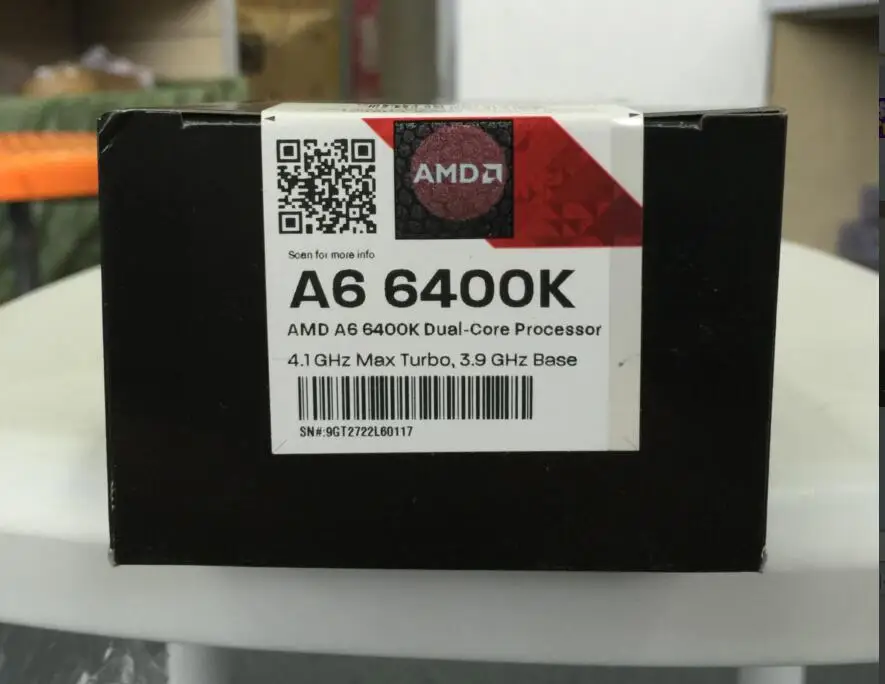 AMD
Scan for more info
A6 6400K
AMD A6 6400K Dual-Core Processor
4.1 GHz Max Turbo, 3.9 GHz Base
SN#:9GT2722L60117